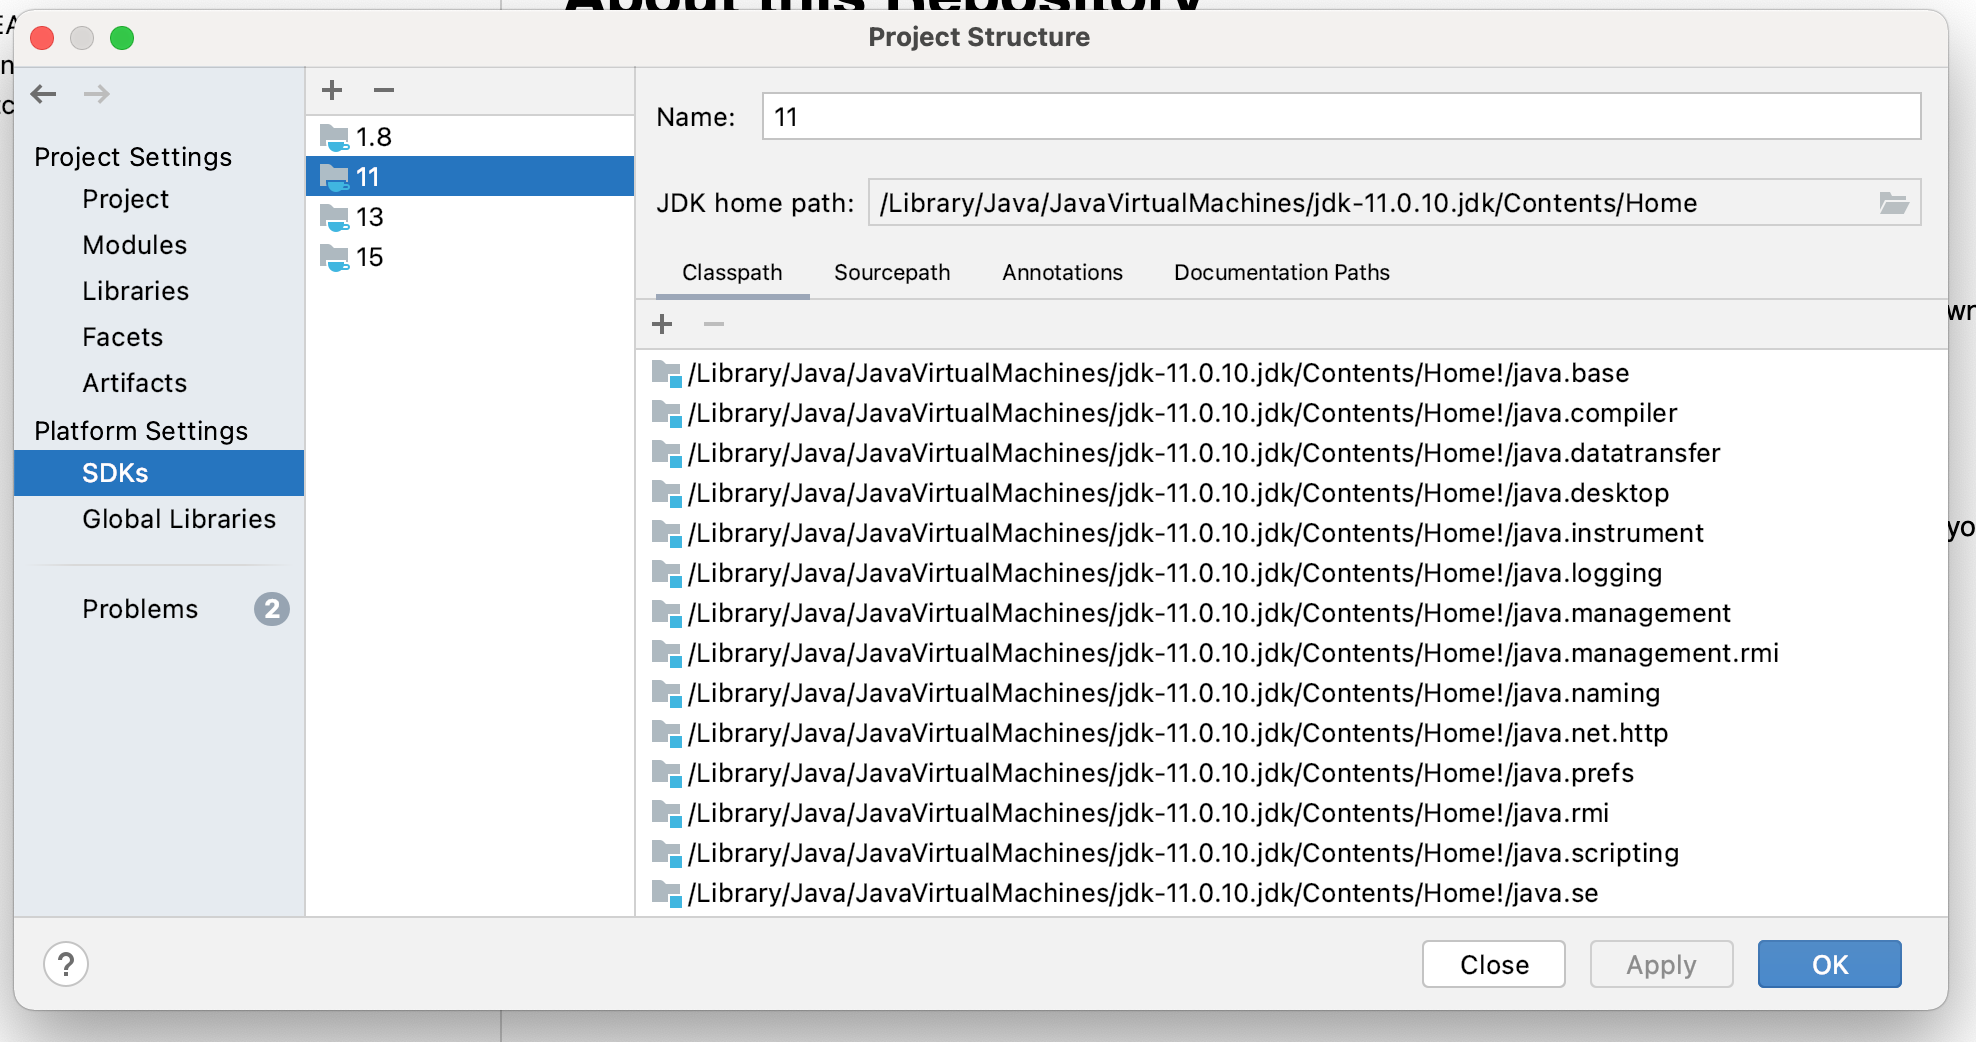 About this Repository
Project Structure
Project Settings
Project
Modules
Libraries
Facets
Artifacts
Platform Settings
SDKs
Global Libraries
Problems 2
1.8
11
13
15
Name: 11
JDK home path: /Library/Java/JavaVirtualMachines/jdk-11.0.10.jdk/Contents/Home
Classpath Sourcepath Annotations Documentation Paths
/Library/Java/JavaVirtualMachines/jdk-11.0.10.jdk/Contents/Home!/java.base
/Library/Java/JavaVirtualMachines/jdk-11.0.10.jdk/Contents/Home!/java.compiler
/Library/Java/JavaVirtualMachines/jdk-11.0.10.jdk/Contents/Home!/java.datatransfer
/Library/Java/JavaVirtualMachines/jdk-11.0.10.jdk/Contents/Home!/java.desktop
/Library/Java/JavaVirtualMachines/jdk-11.0.10.jdk/Contents/Home!/java.instrument
/Library/Java/JavaVirtualMachines/jdk-11.0.10.jdk/Contents/Home!/java.logging
/Library/Java/JavaVirtualMachines/jdk-11.0.10.jdk/Contents/Home!/java.management
/Library/Java/JavaVirtualMachines/jdk-11.0.10.jdk/Contents/Home!/java.management.rmi
/Library/Java/JavaVirtualMachines/jdk-11.0.10.jdk/Contents/Home!/java.naming
/Library/Java/JavaVirtualMachines/jdk-11.0.10.jdk/Contents/Home!/java.net.http
/Library/Java/JavaVirtualMachines/jdk-11.0.10.jdk/Contents/Home!/java.prefs
/Library/Java/JavaVirtualMachines/jdk-11.0.10.jdk/Contents/Home!/java.rmi
/Library/Java/JavaVirtualMachines/jdk-11.0.10.jdk/Contents/Home!/java.scripting
/Library/Java/JavaVirtualMachines/jdk-11.0.10.jdk/Contents/Home!/java.se
?
Close Apply OK